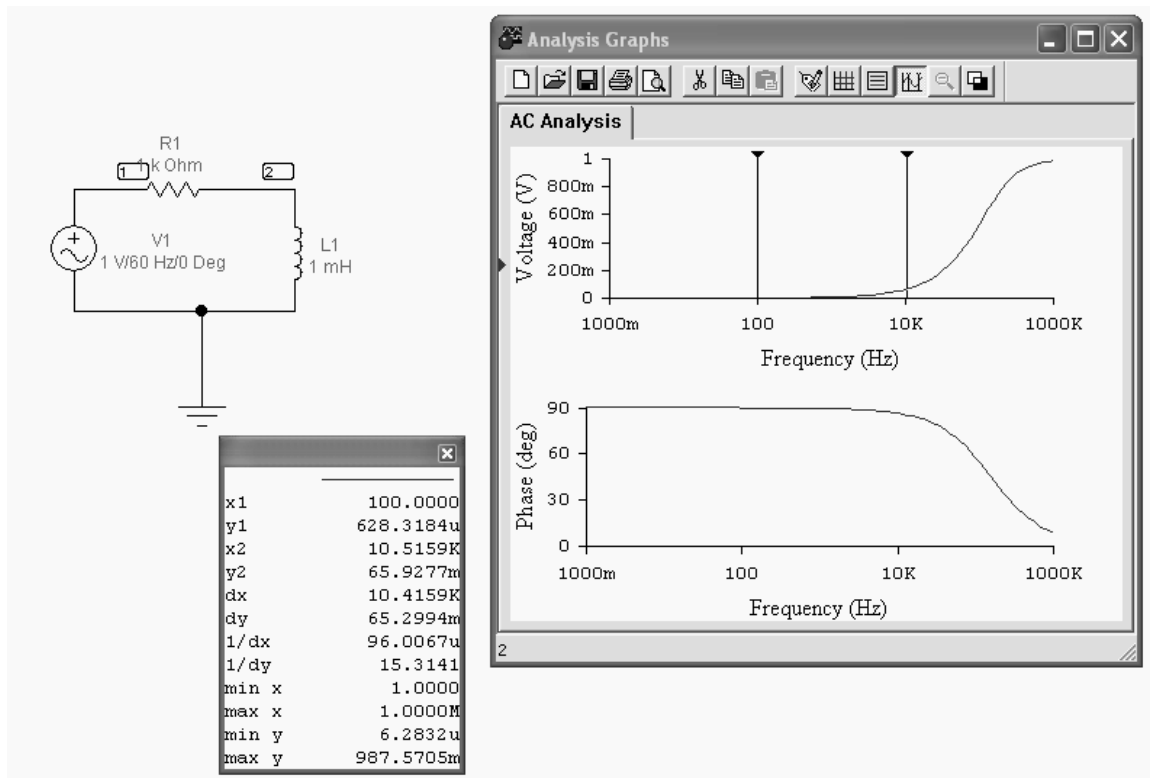 Analysis Graphs
AC Analysis
R1
1 k Ohm
1
2
V1
1 V/60 Hz/0 Deg
L1
1 mH
1
800m
600m
400m
200m
0
Voltage (V)
1000m 100 10K 1000K
Frequency (Hz)
90
60
30
0
Phase (deg)
1000m 100 10K 1000K
Frequency (Hz)
2
x1 100.0000
y1 628.3184u
x2 10.5159K
y2 65.9277m
dx 10.4159K
dy 65.2994m
1/dx 96.0067u
1/dy 15.3141
min x 1.0000
max x 1.0000M
min y 6.2832u
max y 987.5705m